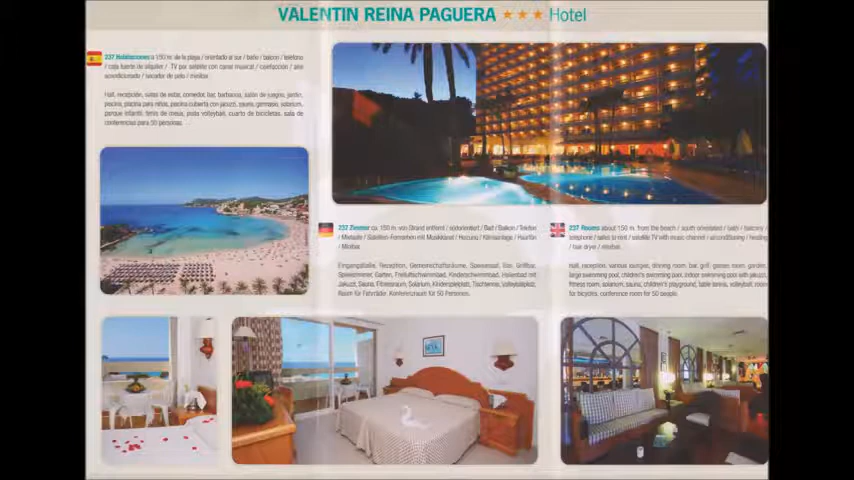 VALENTIN REINA PAGUERA ★★★ Hotel
237 Habitaciones a 150 m. de la playa / orientado al sur / baño / balcón / teléfono
/ caja fuerte de alquiler / TV por satélite con canal musical / calefacción / aire
acondicionado / secador de pelo / minibar.
Hall, recepción, salas de estar, comedor, bar, barbacoa, salón de juegos, jardín,
piscina, piscina para niños, piscina cubierta con jacuzzi, sauna, gimnasio, solarium,
parque infantil, tenis de mesa, pista volleyball, cuarto de bicicletas, sala de
conferencias para 50 personas.
237 Zimmer ca. 150 m. von Strand entfernt / südorientiert / Bad / Balkon / Telefon
/ Mietsafe / Satelliten-Fernsehen mit Musikkanal / Heizung / Klimaanlage / Haarfön
/ Minibar.
Eingangshalle, Rezeption, Gemeinschaftsräume, Speisesaal, Bar, Grillbar,
Spielzimmer, Garten, Freiluftschwimmbad, Kinderschwimmbad, Hallenbad mit
Jakuzzi, Sauna, Fitnessraum, Solarium, Kinderspielplatz, Tischtennis, Volleyballplatz,
Raum für Fahrräder, Konferenzraum für 50 Personen.
237 Rooms about 150 m. from the beach / south orientated / bath / balcony /
telephone / safes to rent / satellite TV with music channel / airconditioning / heating
/ hair dryer / minibar.
Hall, reception, various lounges, dinning room, bar, grill, games room, garden,
large swimming pool, children's swimming pool, indoor swimming pool with jacuzzi,
fitness room, solarium, sauna, children's playground, table tennis, volleyball, room
for bicycles, conference room for 50 people.